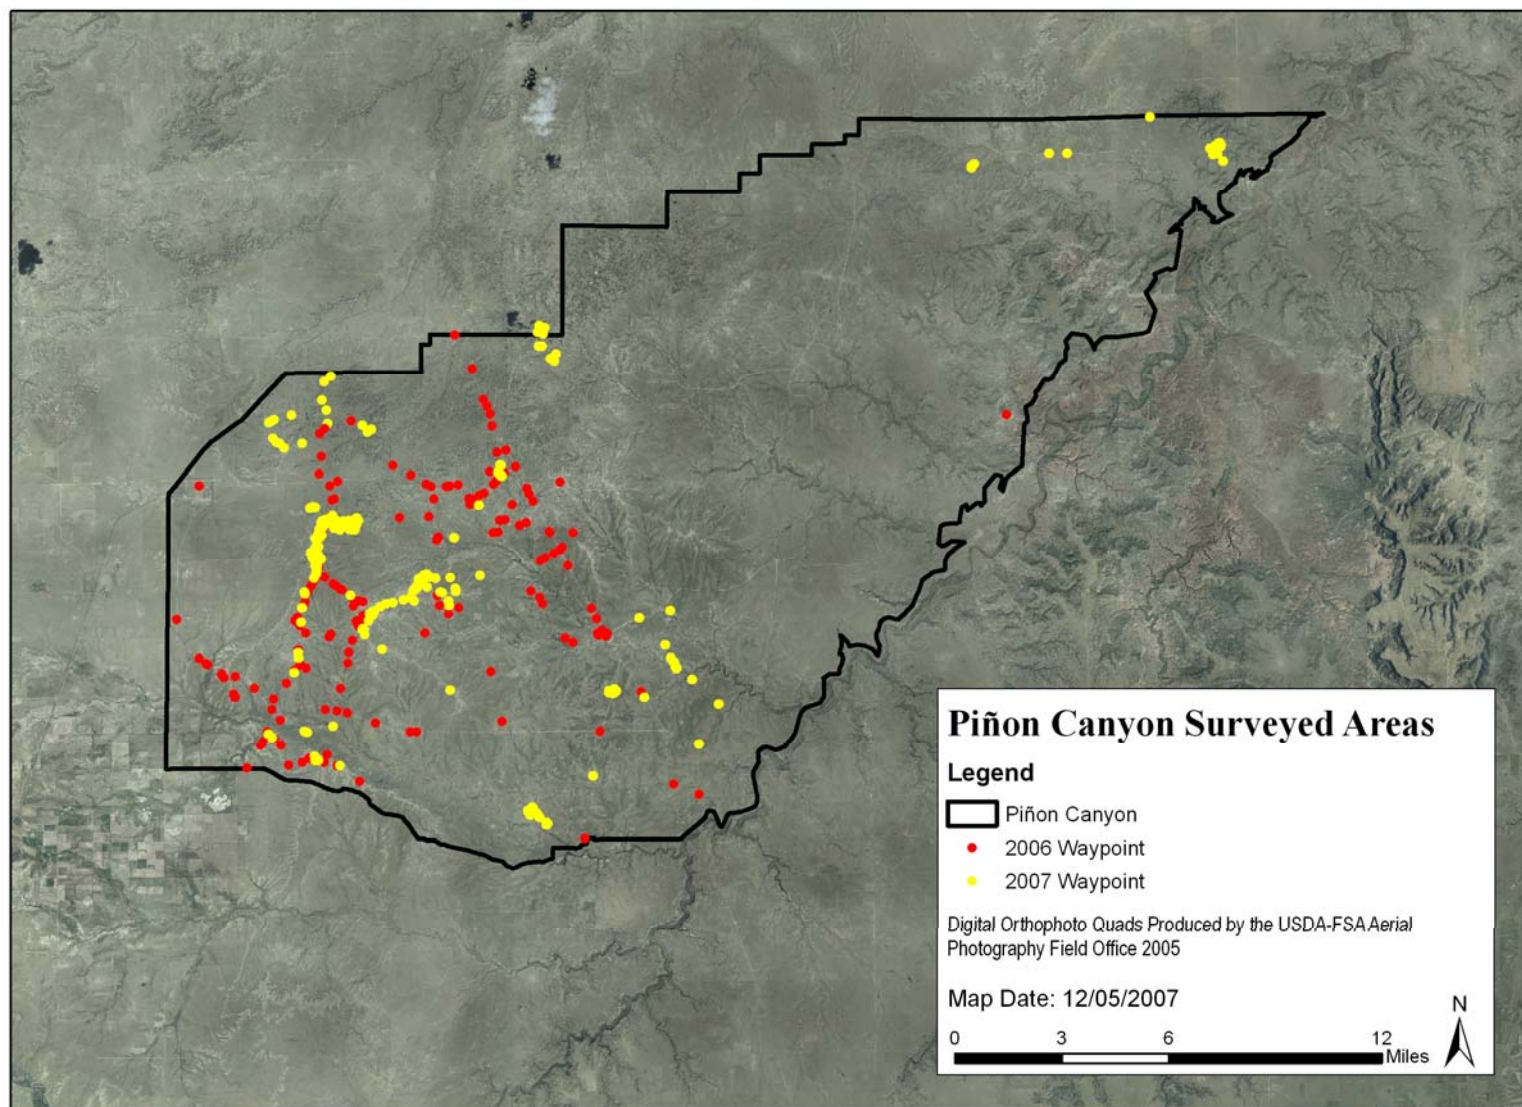 Piñon Canyon Surveyed Areas
Legend
Piñon Canyon
2006 Waypoint
2007 Waypoint
Digital Orthophoto Quads Produced by the USDA-FSA Aerial
Photography Field Office 2005
Map Date: 12/05/2007
N
0 3 6 12
Miles